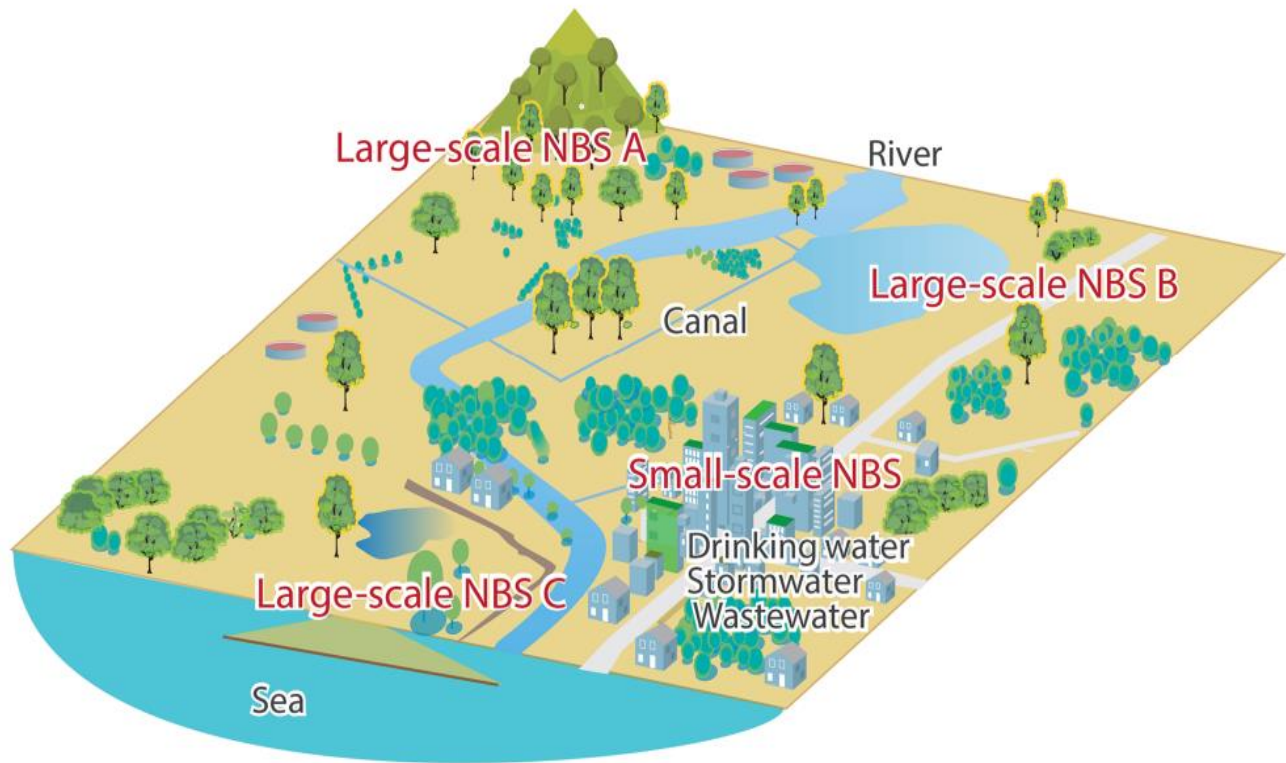 Large-scale NBS A
River
Large-scale NBS B
Canal
Small-scale NBS
Drinking water
Stormwater
Wastewater
Large-scale NBS C
Sea